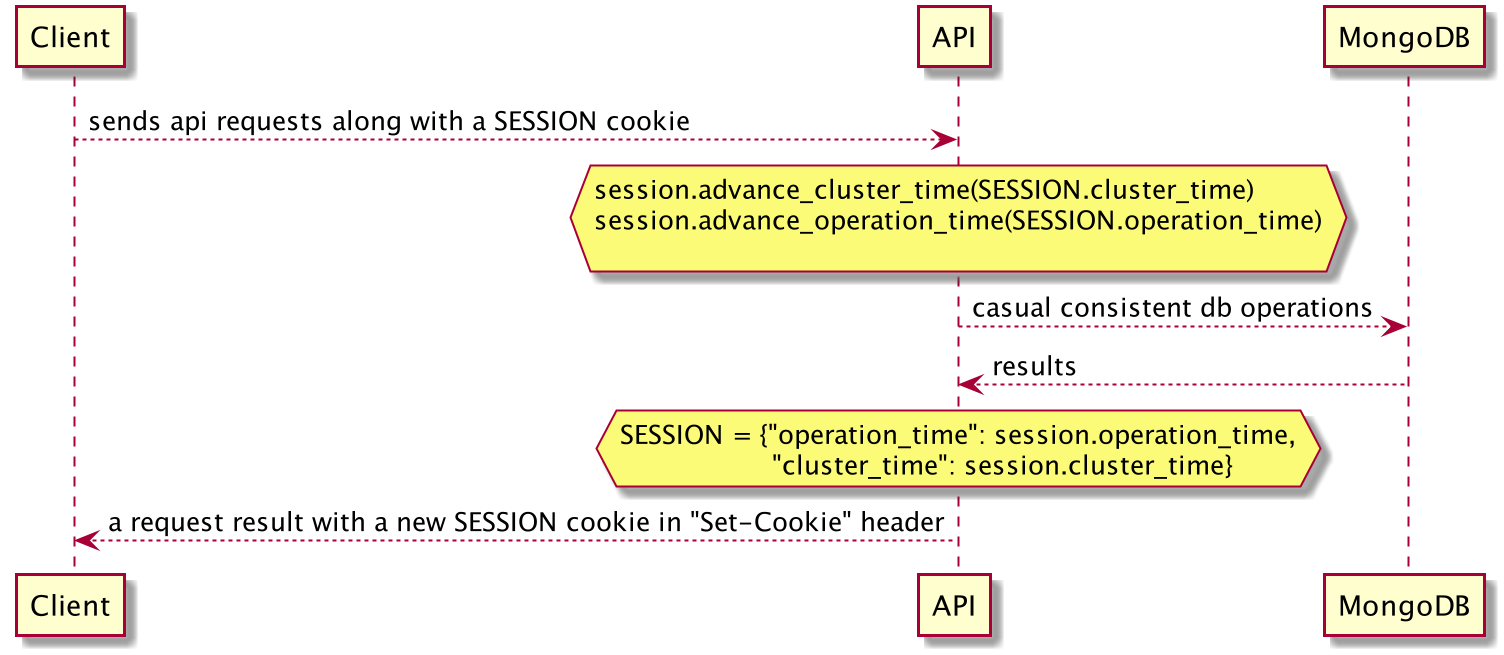 Client
API
MongoDB
sends api requests along with a SESSION cookie
session.advance_cluster_time(SESSION.cluster_time)
session.advance_operation_time(SESSION.operation_time)
casual consistent db operations
results
SESSION = {"operation_time": session.operation_time,
"cluster_time": session.cluster_time}
a request result with a new SESSION cookie in "Set-Cookie" header
Client
API
MongoDB